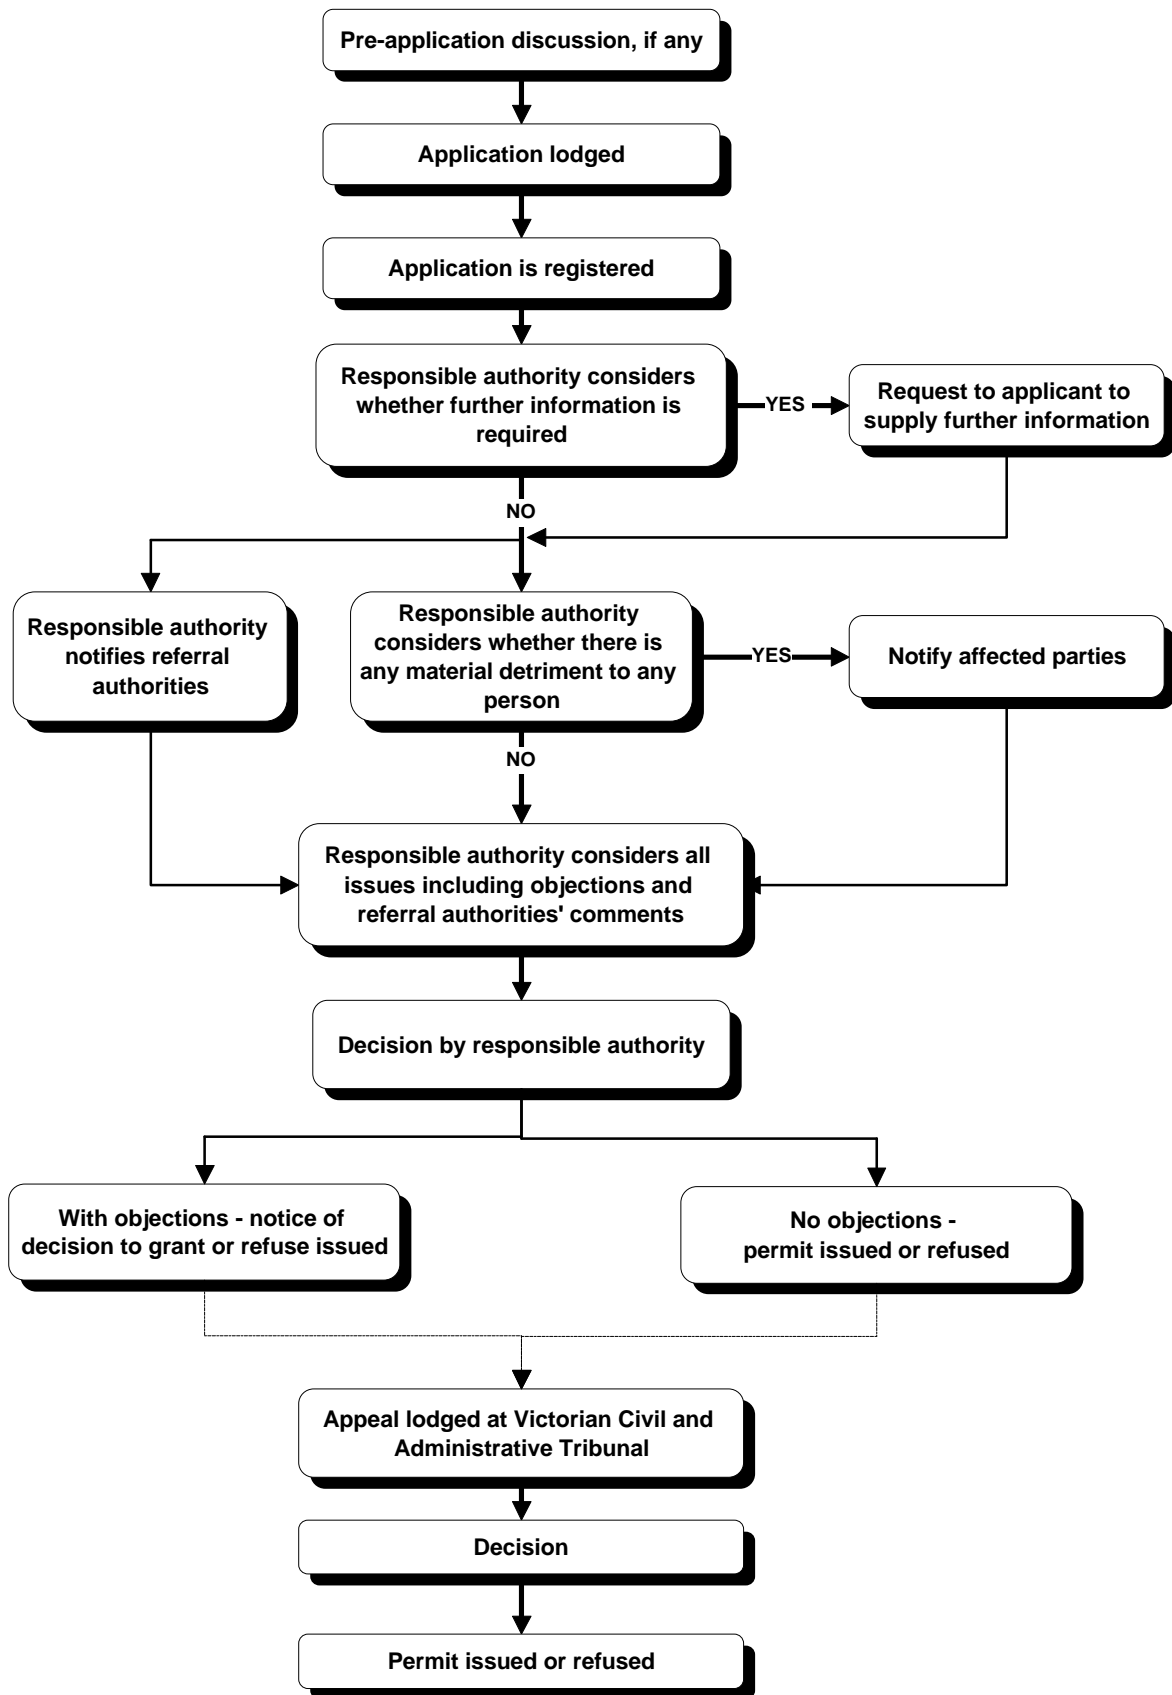 Pre-application discussion, if any
Application lodged
Application is registered
Responsible authority considers
whether further information is
required
YES
Request to applicant to
supply further information
NO
Responsible authority
notifies referral
authorities
Responsible authority
considers whether there is
any material detriment to any
person
YES
Notify affected parties
NO
Responsible authority considers all
issues including objections and
referral authorities' comments
Decision by responsible authority
With objections - notice of
decision to grant or refuse issued
No objections -
permit issued or refused
Appeal lodged at Victorian Civil and
Administrative Tribunal
Decision
Permit issued or refused